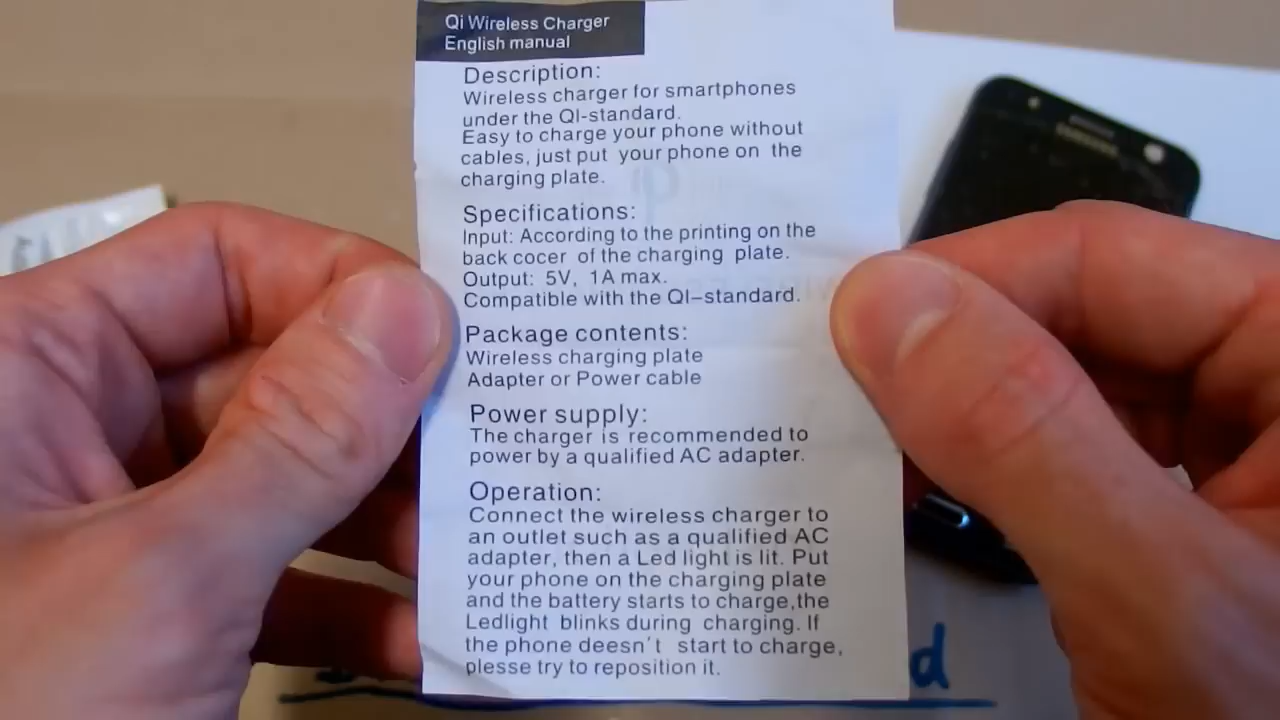 Qi Wireless Charger
English manual
Description:
Wireless charger for smartphones
under the QI-standard.
Easy to charge your phone without
cables, just put your phone on the
charging plate.
Specifications:
Input: According to the printing on the
back cocer of the charging plate.
Output: 5V, 1A max.
Compatible with the QI-standard.
Package contents:
Wireless charging plate
Adapter or Power cable
Power supply:
The charger is recommended to
power by a qualified AC adapter.
Operation:
Connect the wireless charger to
an outlet such as a qualified AC
adapter, then a Led light is lit. Put
your phone on the charging plate
and the battery starts to charge,the
Ledlight blinks during charging. If
the phone deesn't start to charge,
plesse try to reposition it.
SAMSUNG